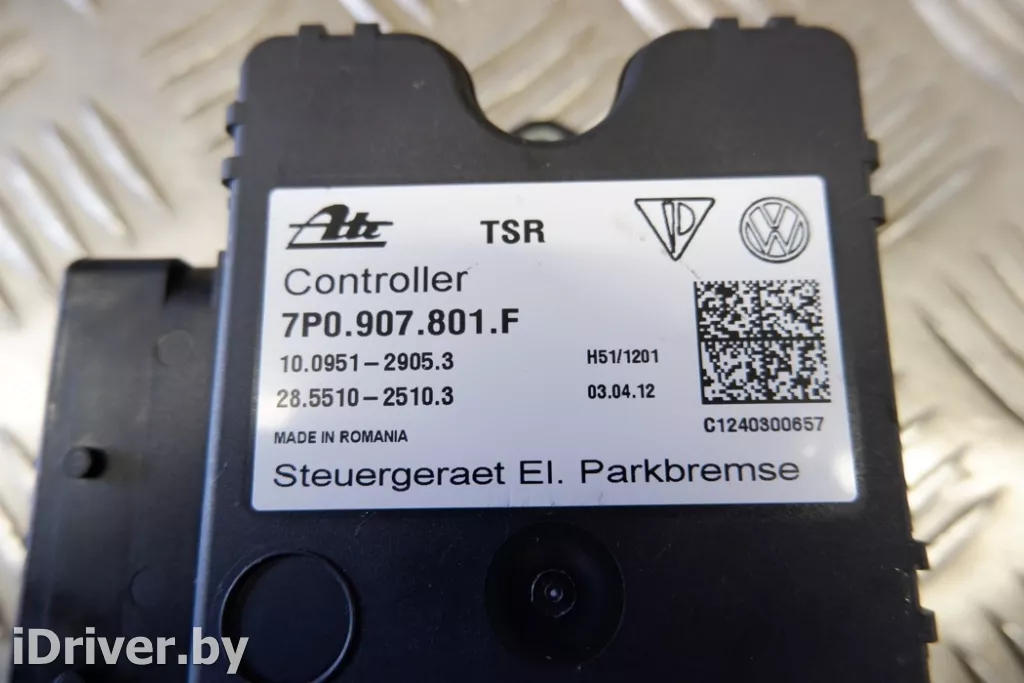 Ate TSR
Controller
7P0.907.801.F
10.0951-2905.3 H51/1201
28.5510-2510.3 03.04.12
C1240300657
MADE IN ROMANIA
Steuergeraet El. Parkbremse
iDriver.by